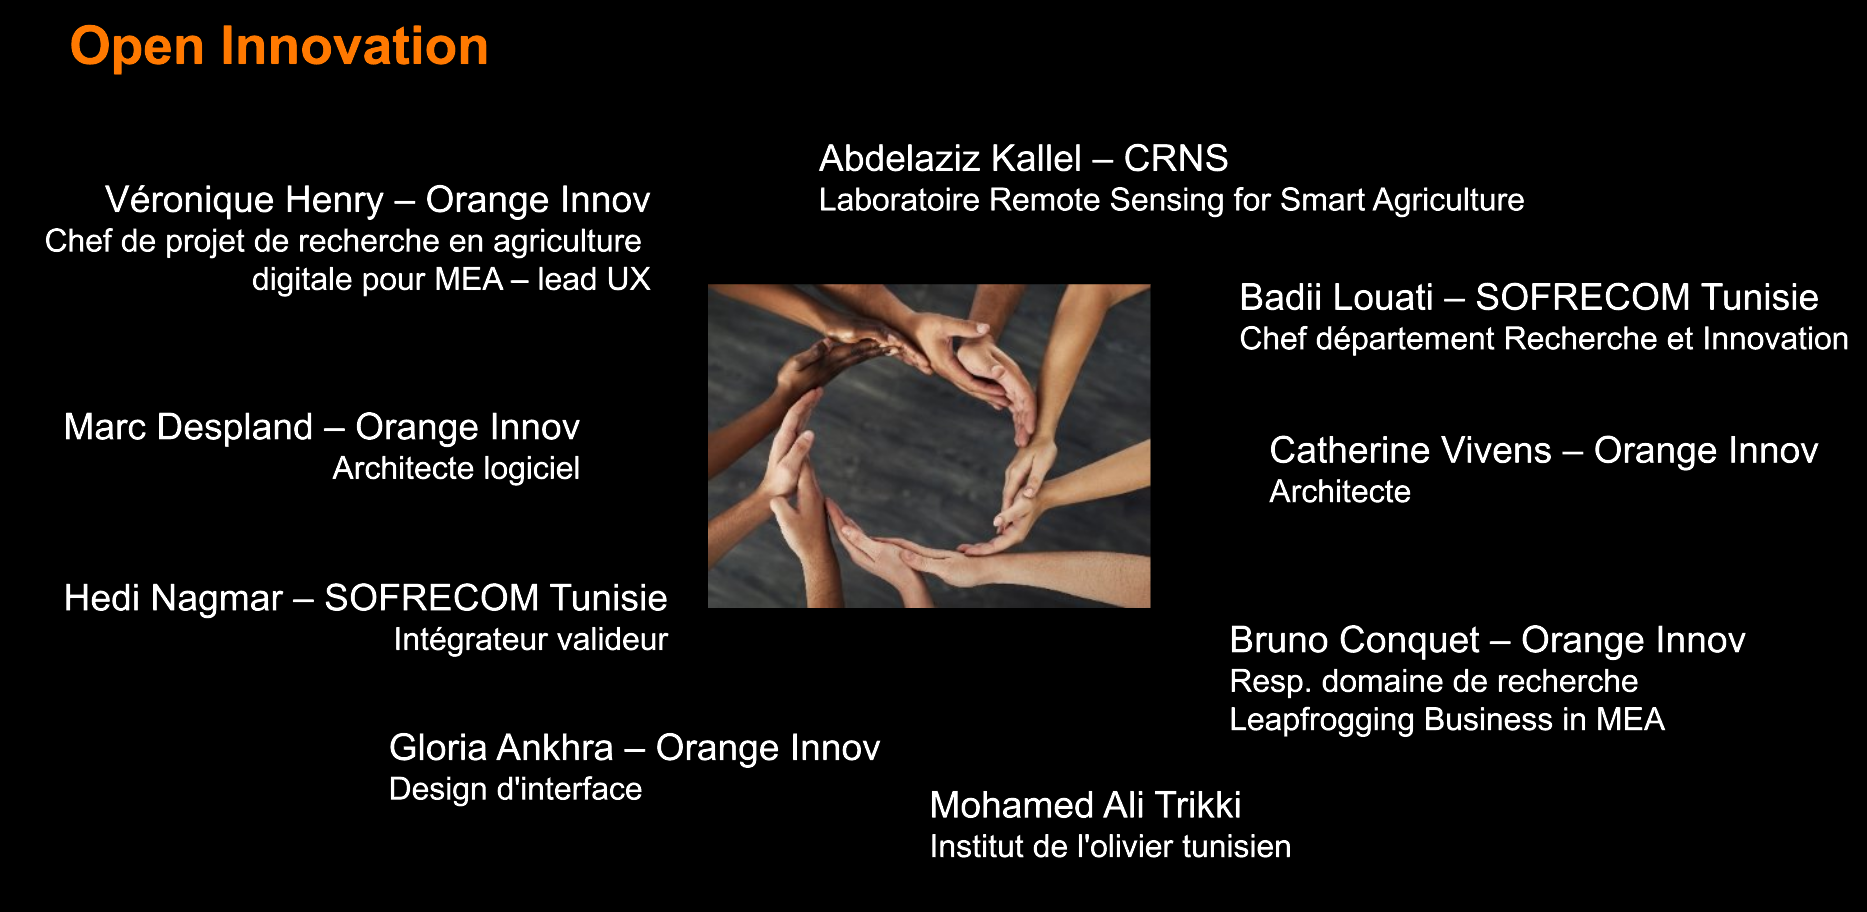 Open Innovation
Abdelaziz Kallel – CRNS
Laboratoire Remote Sensing for Smart Agriculture
Véronique Henry – Orange Innov
Chef de projet de recherche en agriculture
digitale pour MEA – lead UX
Badii Louati – SOFRECOM Tunisie
Chef département Recherche et Innovation
Marc Despland – Orange Innov
Architecte logiciel
Catherine Vivens – Orange Innov
Architecte
Hedi Nagmar – SOFRECOM Tunisie
Intégrateur valideur
Bruno Conquet – Orange Innov
Resp. domaine de recherche
Leapfrogging Business in MEA
Gloria Ankhra – Orange Innov
Design d'interface
Mohamed Ali Trikki
Institut de l'olivier tunisien